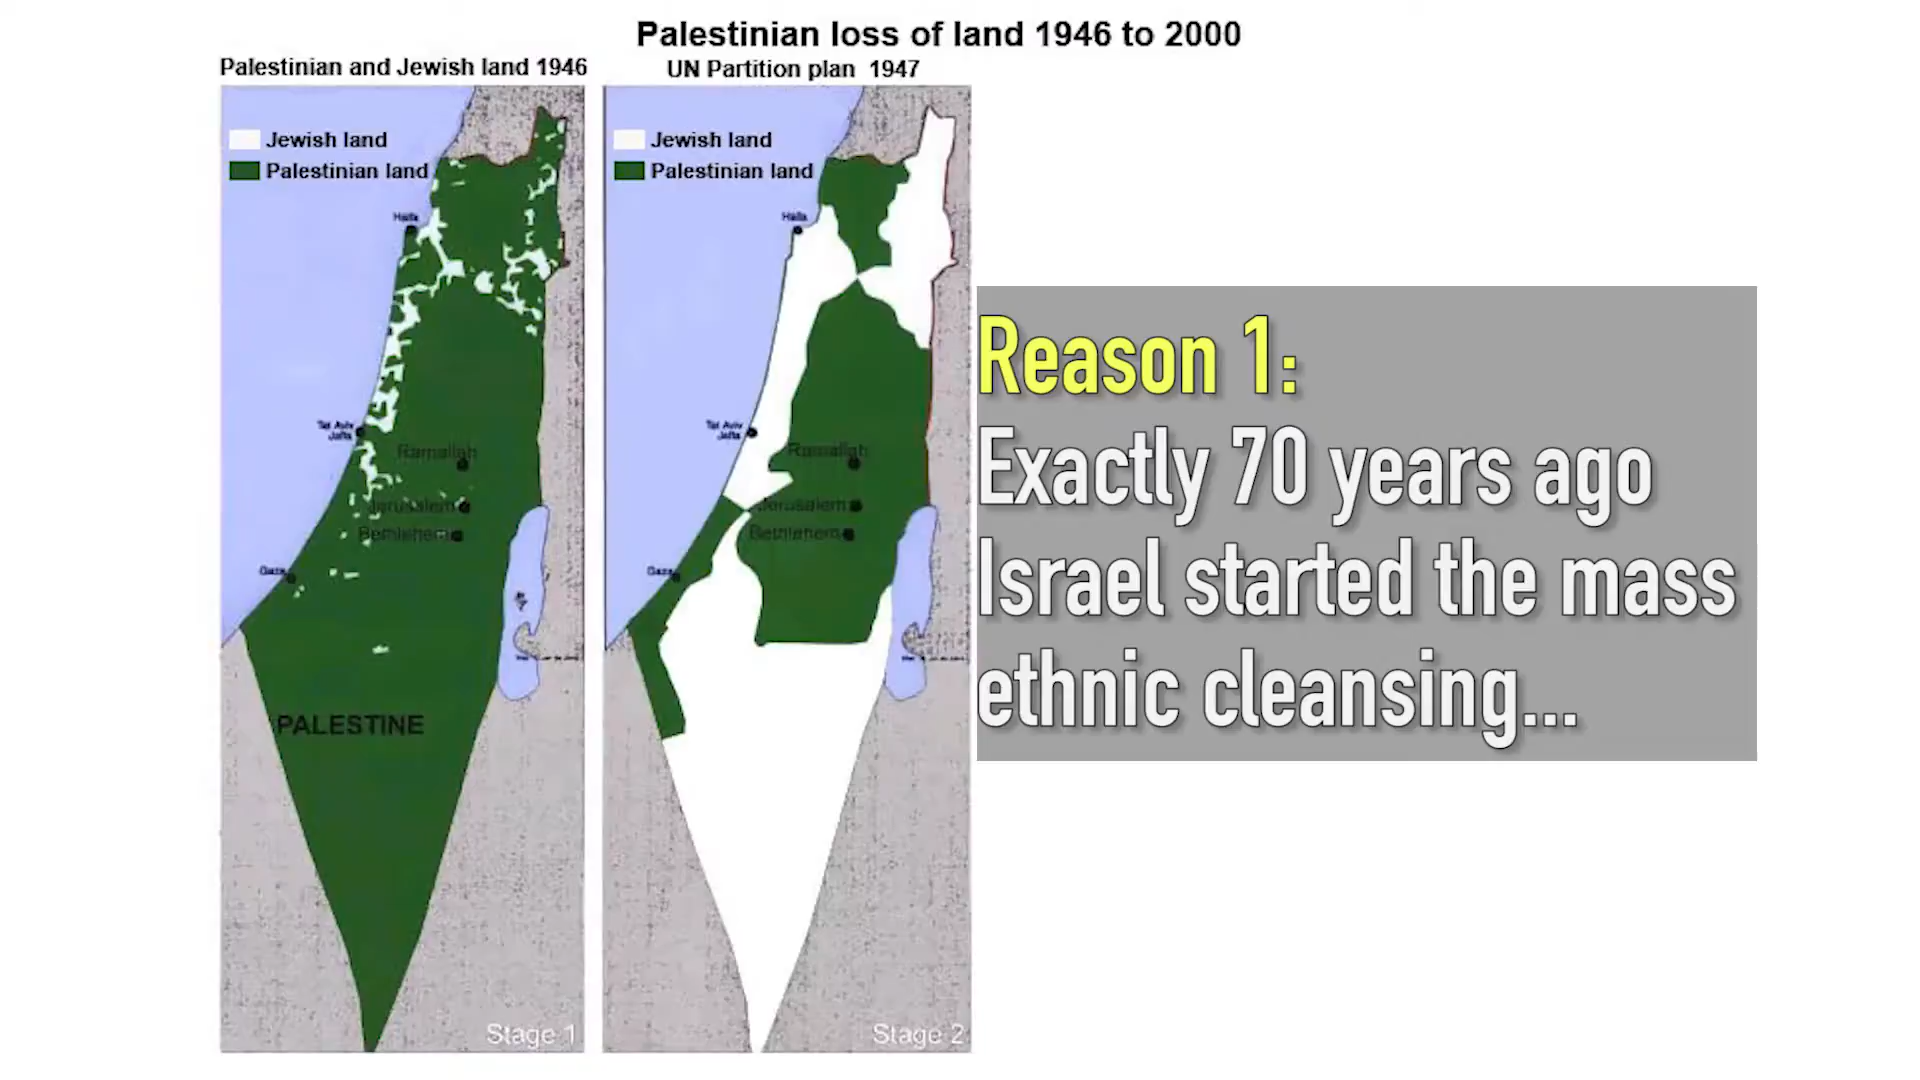 Palestinian loss of land 1946 to 2000
Palestinian and Jewish land 1946
Jewish land
Palestinian land
Haifa
Tel Aviv
Jaffa
Ramallah
Jerusalem
Bethlehem
Gaza
PALESTINE
Stage 1
UN Partition plan 1947
Jewish land
Palestinian land
Haifa
Tel Aviv
Jaffa
Ramallah
Jerusalem
Bethlehem
Gaza
Stage 2
Reason 1:
Exactly 70 years ago
Israel started the mass
ethnic cleansing...